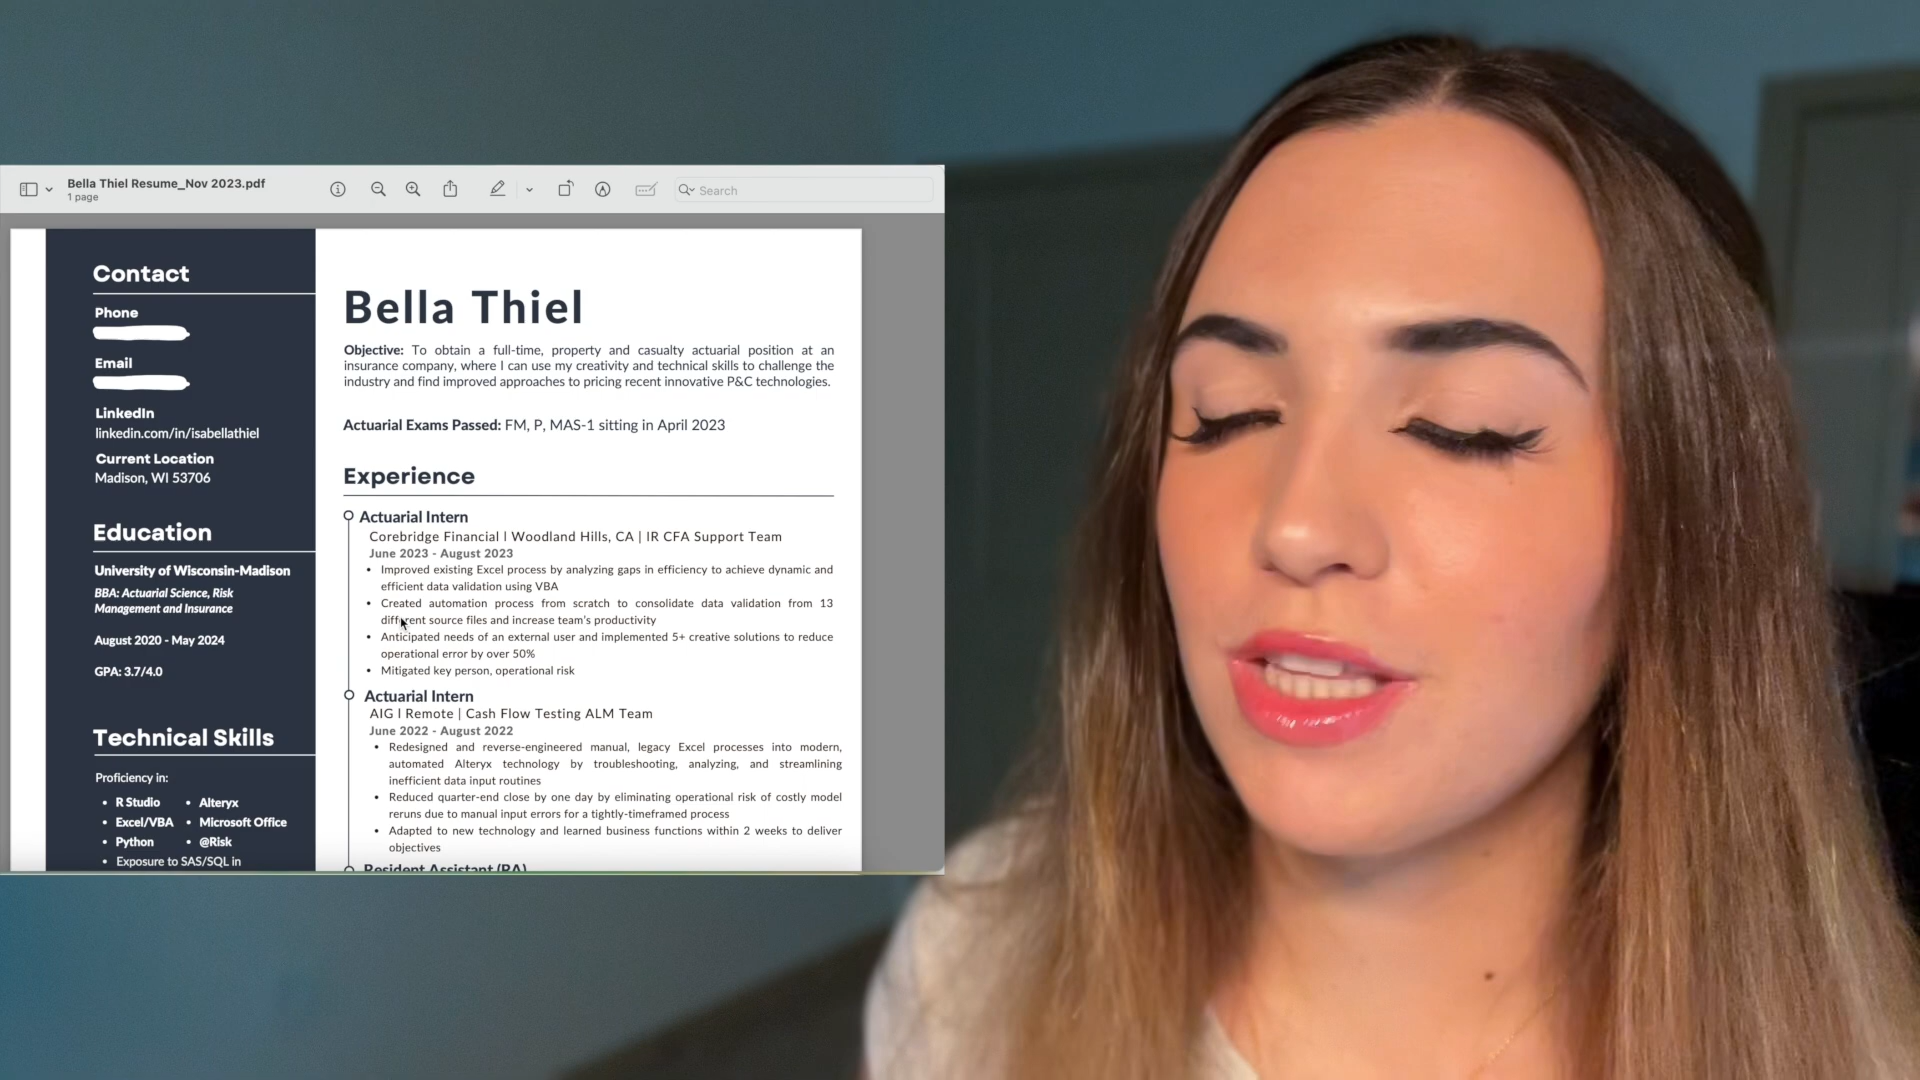 Bella Thiel Resume_Nov 2023.pdf
1 page
Search
Contact
Phone
Email
LinkedIn
linkedin.com/in/isabellathiel
Current Location
Madison, WI 53706
Education
University of Wisconsin-Madison
BBA: Actuarial Science, Risk
Management and Insurance
August 2020 - May 2024
GPA: 3.7/4.0
Technical Skills
Proficiency in:
• R Studio • Alteryx
• Excel/VBA • Microsoft Office
• Python • @Risk
• Exposure to SAS/SQL in
Bella Thiel
Objective: To obtain a full-time, property and casualty actuarial position at an
insurance company, where I can use my creativity and technical skills to challenge the
industry and find improved approaches to pricing recent innovative P&C technologies.
Actuarial Exams Passed: FM, P, MAS-1 sitting in April 2023
Experience
Actuarial Intern
Corebridge Financial | Woodland Hills, CA | IR CFA Support Team
June 2023 - August 2023
• Improved existing Excel process by analyzing gaps in efficiency to achieve dynamic and
efficient data validation using VBA
• Created automation process from scratch to consolidate data validation from 13
different source files and increase team's productivity
• Anticipated needs of an external user and implemented 5+ creative solutions to reduce
operational error by over 50%
• Mitigated key person, operational risk
Actuarial Intern
AIG | Remote | Cash Flow Testing ALM Team
June 2022 - August 2022
• Redesigned and reverse-engineered manual, legacy Excel processes into modern,
automated Alteryx technology by troubleshooting, analyzing, and streamlining
inefficient data input routines
• Reduced quarter-end close by one day by eliminating operational risk of costly model
reruns due to manual input errors for a tightly-timeframed process
• Adapted to new technology and learned business functions within 2 weeks to deliver
objectives
Resident Assistant (RA)